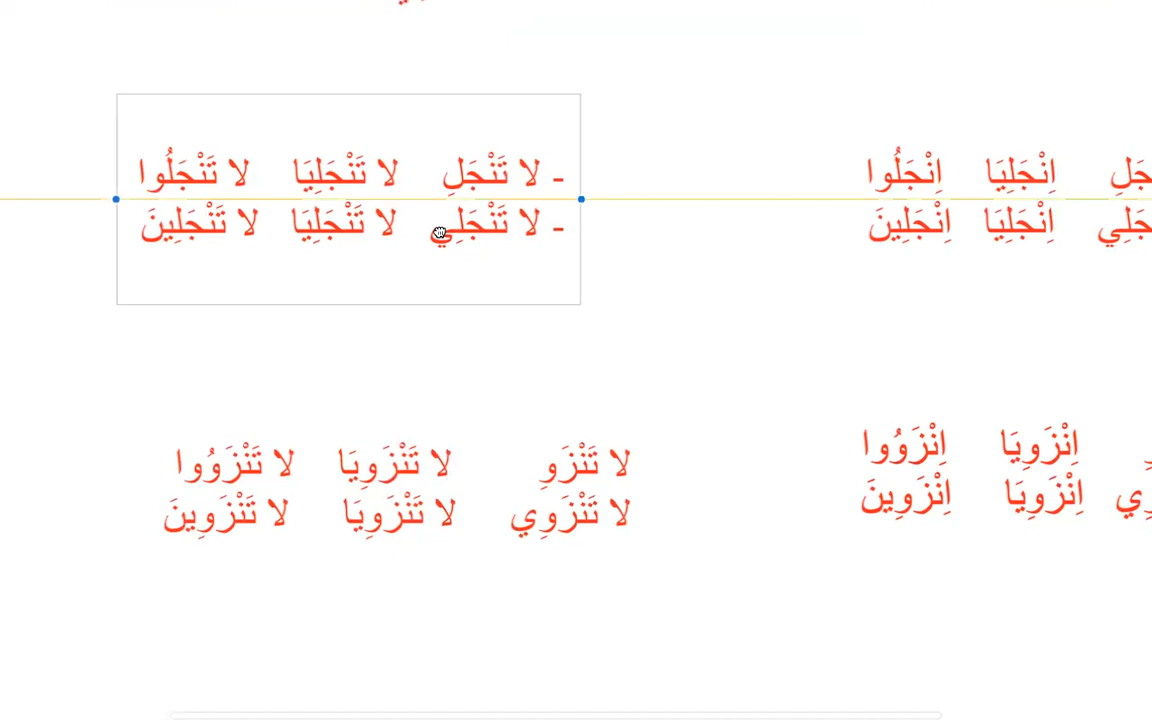 اِنْجَلِيَا اِنْجَلُوا
اِنْجَلِينَ اِنْجَلِيَا
- لا تَنْجَلِ لا تَنْجَلِيَا لا تَنْجَلُوا
- لا تَنْجَلِي لا تَنْجَلِيَا لا تَنْجَلِينَ
اِنْزَوِيَا اِنْزَوُوا
اِنْزَوِيَا اِنْزَوِينَ
لا تَنْزَوِ لا تَنْزَوِيَا لا تَنْزَوُوا
لا تَنْزَوِي لا تَنْزَوِيَا لا تَنْزَوِينَ